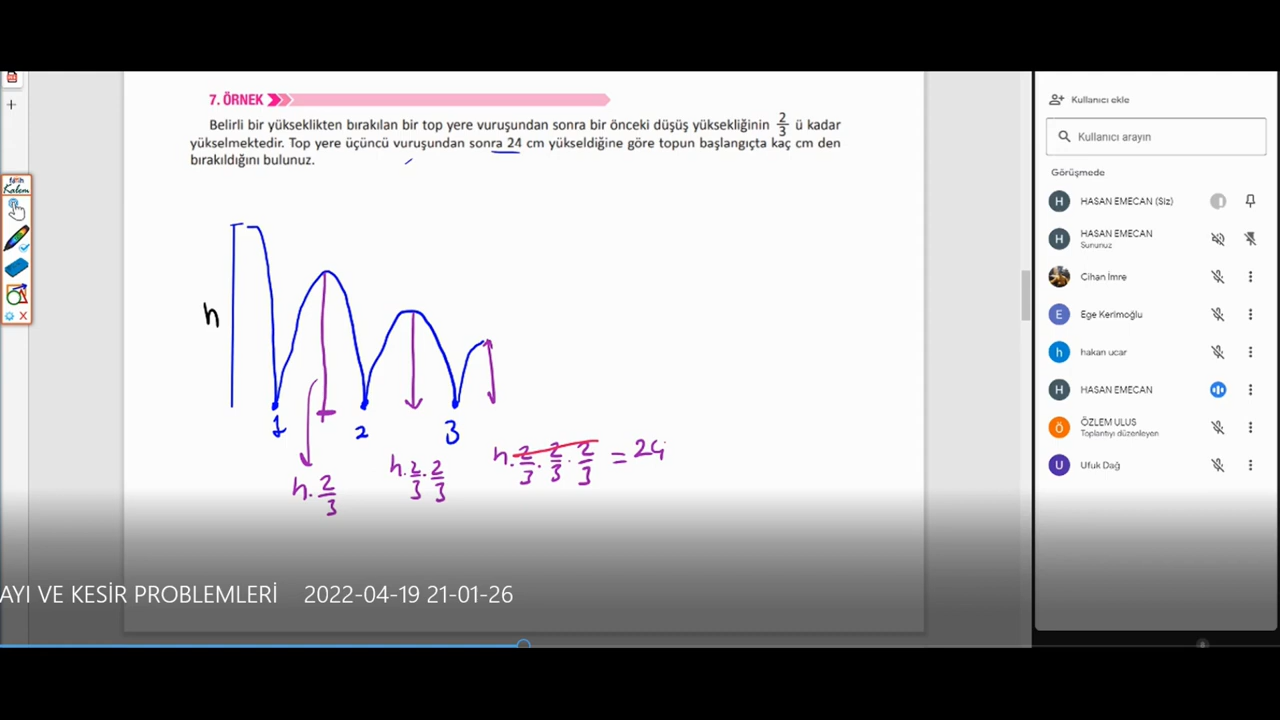 7. ÖRNEK
Belirli bir yükseklikten bırakılan bir top yere vuruşundan sonra bir önceki düşüş yüksekliğinin 2/3 ü kadar
yükselmektedir. Top yere üçüncü vuruşundan sonra 24 cm yükseldiğine göre topun başlangıçta kaç cm den
bırakıldığını bulunuz.
h
1
2
3
h. 2/3
h. 2/3 . 2/3
h. 2/3 . 2/3 . 2/3 = 24
AYI VE KESİR PROBLEMLERİ 2022-04-19 21-01-26
Kalem
Kullanıcı ekle
Kullanıcı arayın
Görüşmede
H HASAN EMECAN (Siz)
H HASAN EMECAN
Sununuz
Cihan İmre
E Ege Kerimoğlu
h hakan ucar
H HASAN EMECAN
Ö ÖZLEM ULUS
Toplantıyı düzenleyen
U Ufuk Dağ